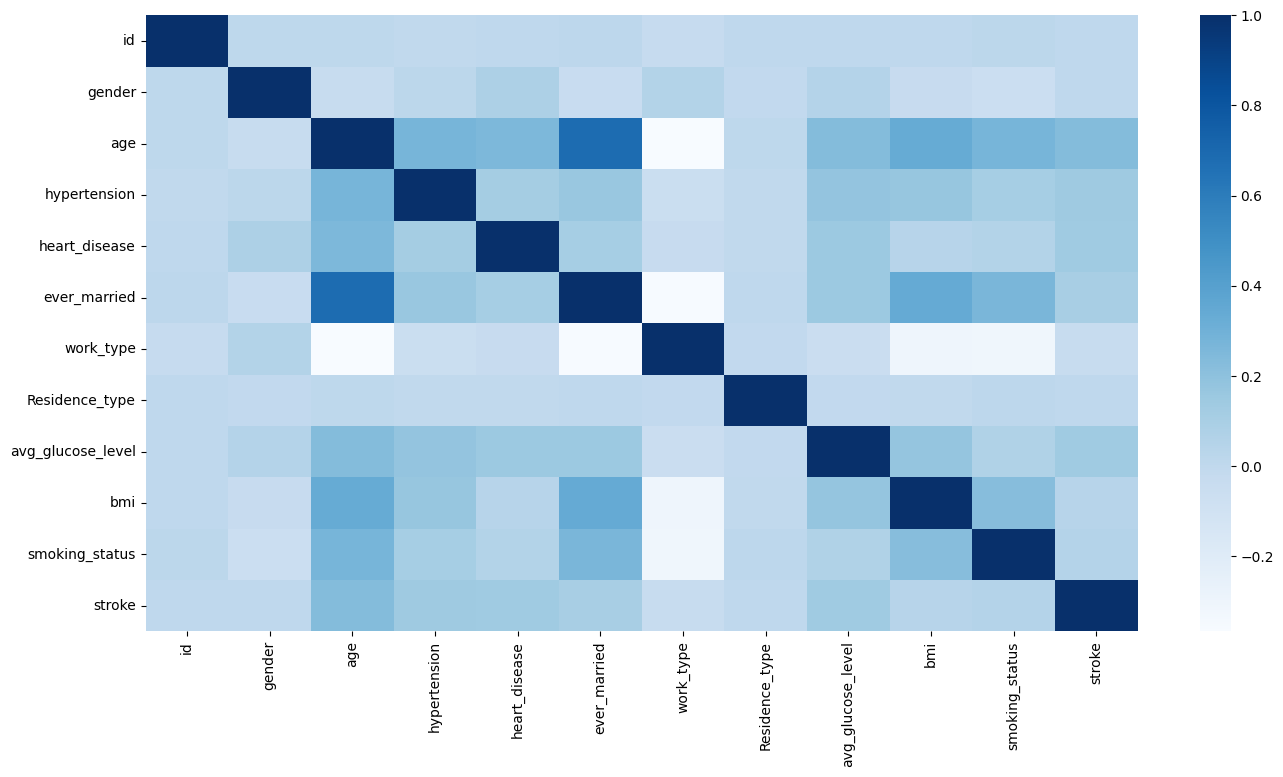 id
gender
age
hypertension
heart_disease
ever_married
work_type
Residence_type
avg_glucose_level
bmi
smoking_status
stroke
id
gender
age
hypertension
heart_disease
ever_married
work_type
Residence_type
avg_glucose_level
bmi
smoking_status
stroke
1.0
0.8
0.6
0.4
0.2
0.0
−0.2